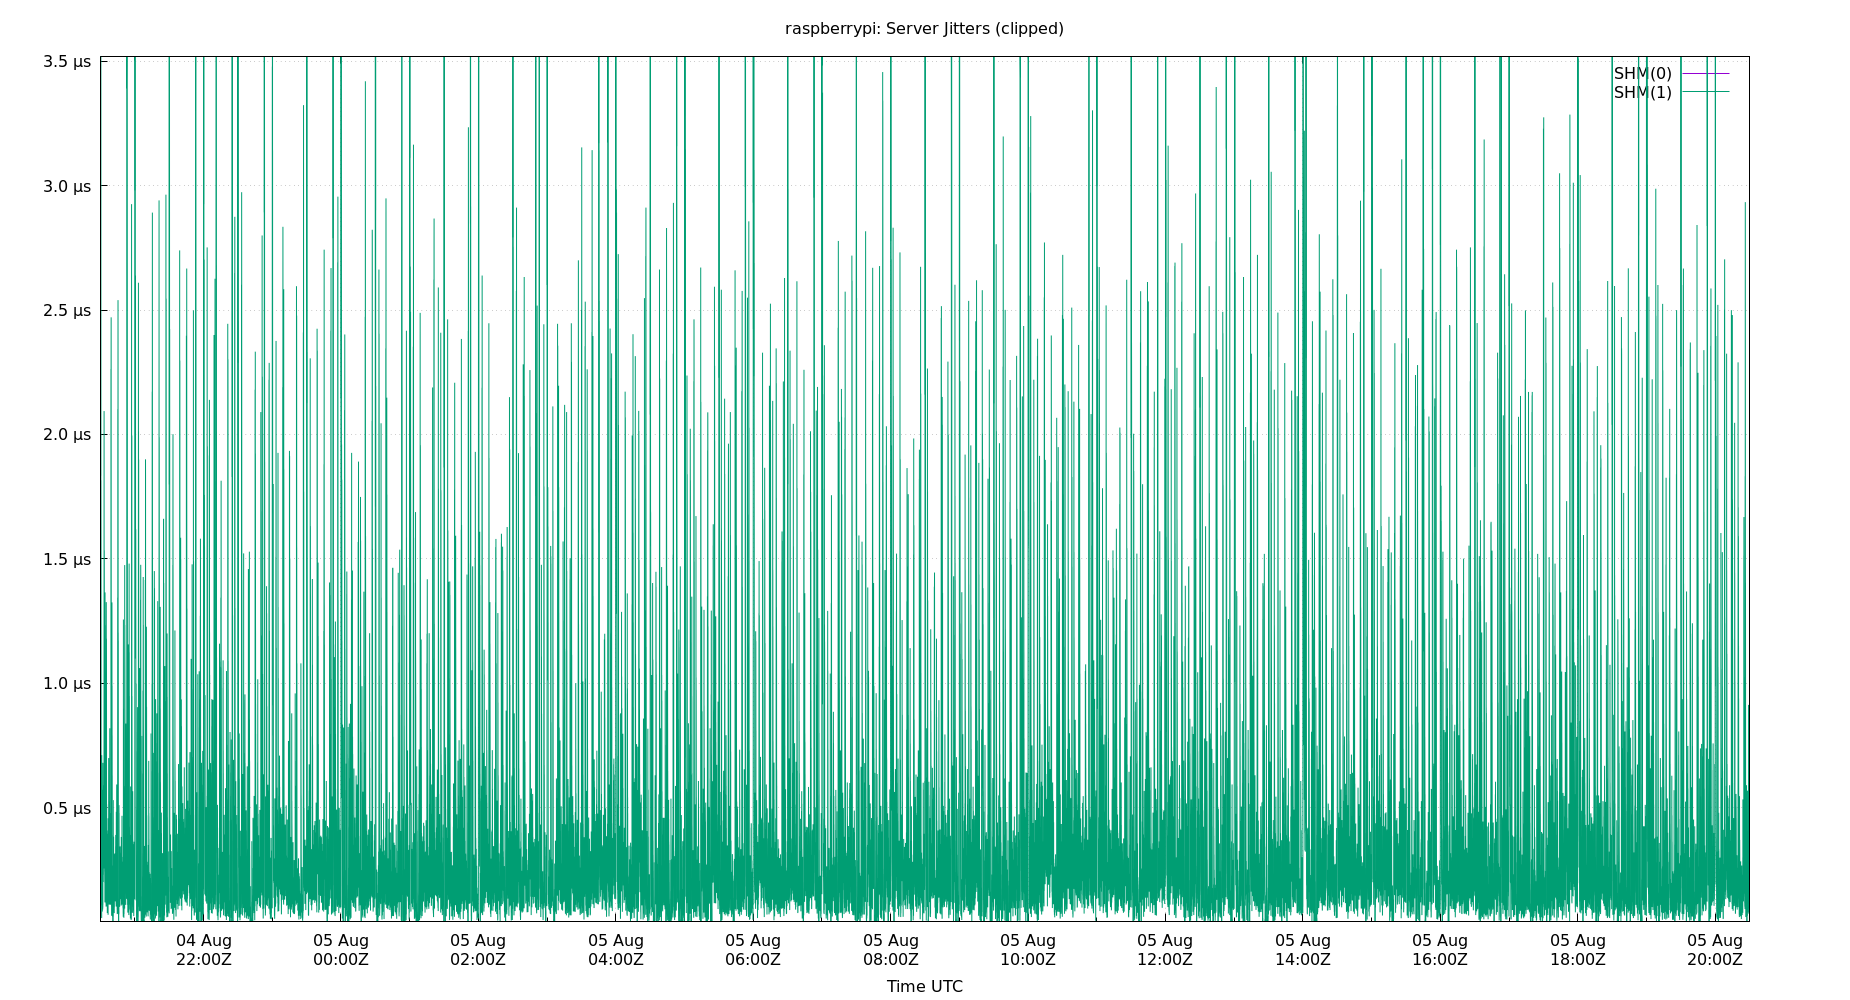 raspberrypi: Server Jitters (clipped)
3.5 µs
3.0 µs
2.5 µs
2.0 µs
1.5 µs
1.0 µs
0.5 µs
SHM(0)
SHM(1)
04 Aug 22:00Z
05 Aug 00:00Z
05 Aug 02:00Z
05 Aug 04:00Z
05 Aug 06:00Z
05 Aug 08:00Z
05 Aug 10:00Z
05 Aug 12:00Z
05 Aug 14:00Z
05 Aug 16:00Z
05 Aug 18:00Z
05 Aug 20:00Z
Time UTC